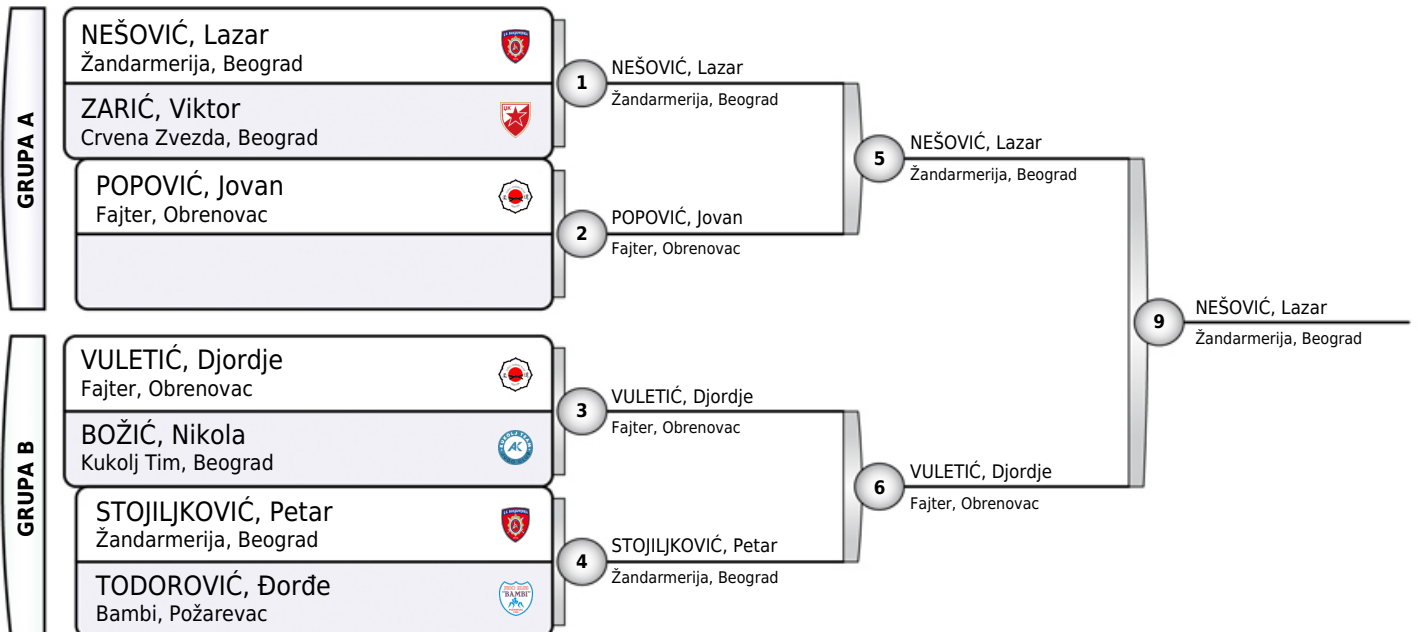 GRUPA A
NEŠOVIĆ, Lazar
Žandarmerija, Beograd
ZARIĆ, Viktor
Crvena Zvezda, Beograd
POPOVIĆ, Jovan
Fajter, Obrenovac
1
NEŠOVIĆ, Lazar
Žandarmerija, Beograd
2
POPOVIĆ, Jovan
Fajter, Obrenovac
5
NEŠOVIĆ, Lazar
Žandarmerija, Beograd
GRUPA B
VULETIĆ, Djordje
Fajter, Obrenovac
BOŽIĆ, Nikola
Kukolj Tim, Beograd
AK
STOJILJKOVIĆ, Petar
Žandarmerija, Beograd
TODOROVIĆ, Đorđe
Bambi, Požarevac
"BAMBI"
3
VULETIĆ, Djordje
Fajter, Obrenovac
4
STOJILJKOVIĆ, Petar
Žandarmerija, Beograd
6
VULETIĆ, Djordje
Fajter, Obrenovac
9
NEŠOVIĆ, Lazar
Žandarmerija, Beograd